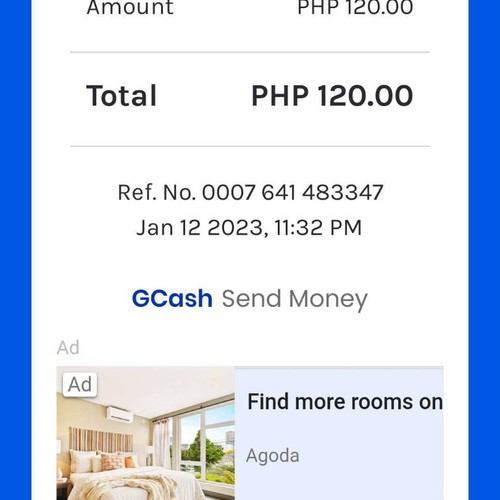 Amount PHP 120.00
Total PHP 120.00
Ref. No. 0007 641 483347
Jan 12 2023, 11:32 PM
GCash Send Money
Ad
Ad
Find more rooms on
Agoda